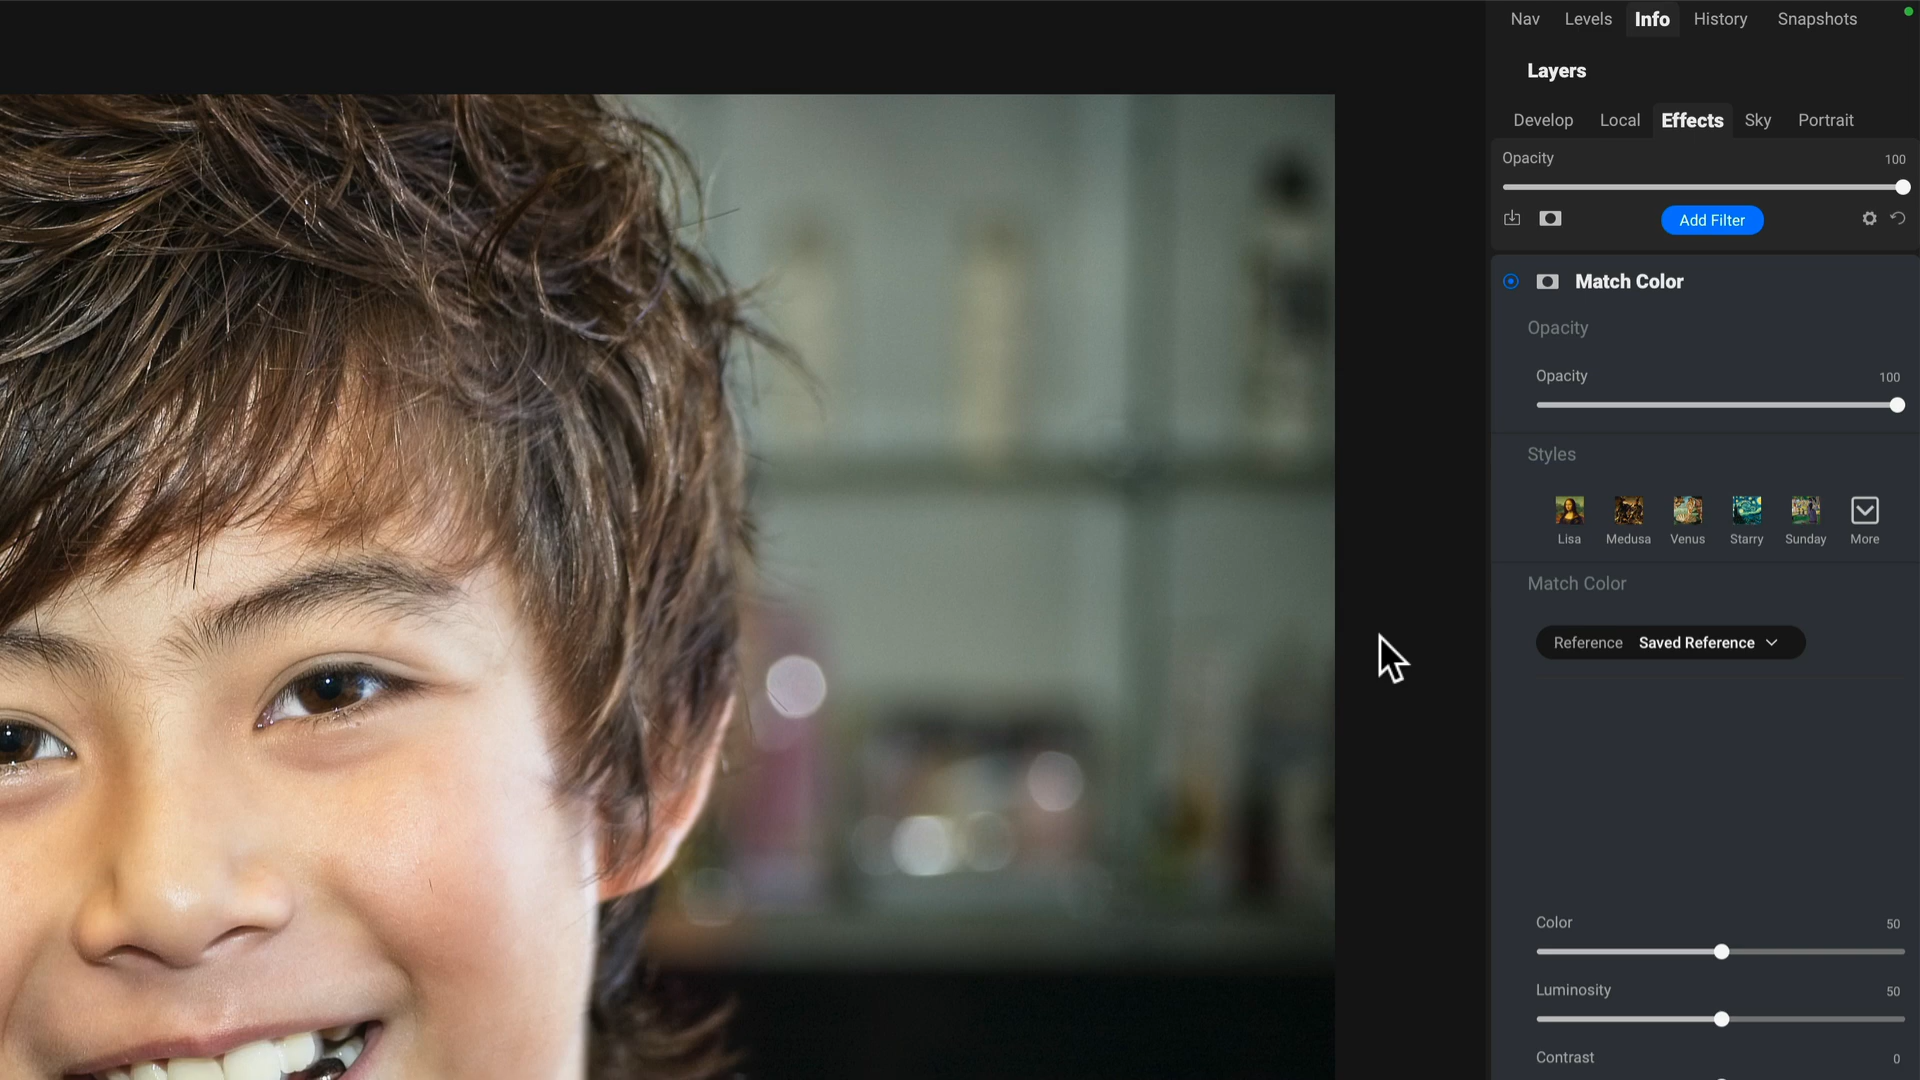 Nav Levels Info History Snapshots
Layers
Develop Local Effects Sky Portrait
Opacity 100
Add Filter
Match Color
Opacity
Opacity 100
Styles
Lisa Medusa Venus Starry Sunday More
Match Color
Reference Saved Reference
Color 50
Luminosity 50
Contrast 0